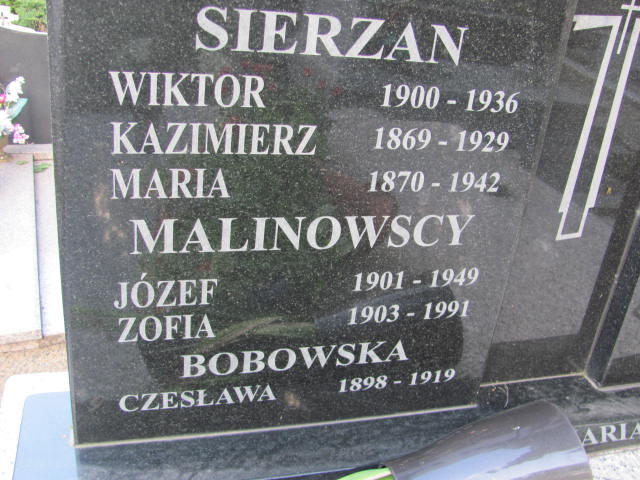 SIERZAN
WIKTOR 1900 - 1936
KAZIMIERZ 1869 - 1929
MARIA 1870 - 1942
MALINOWSCY
JÓZEF 1901 - 1949
ZOFIA 1903 - 1991
BOBOWSKA
CZESŁAWA 1898 - 1919